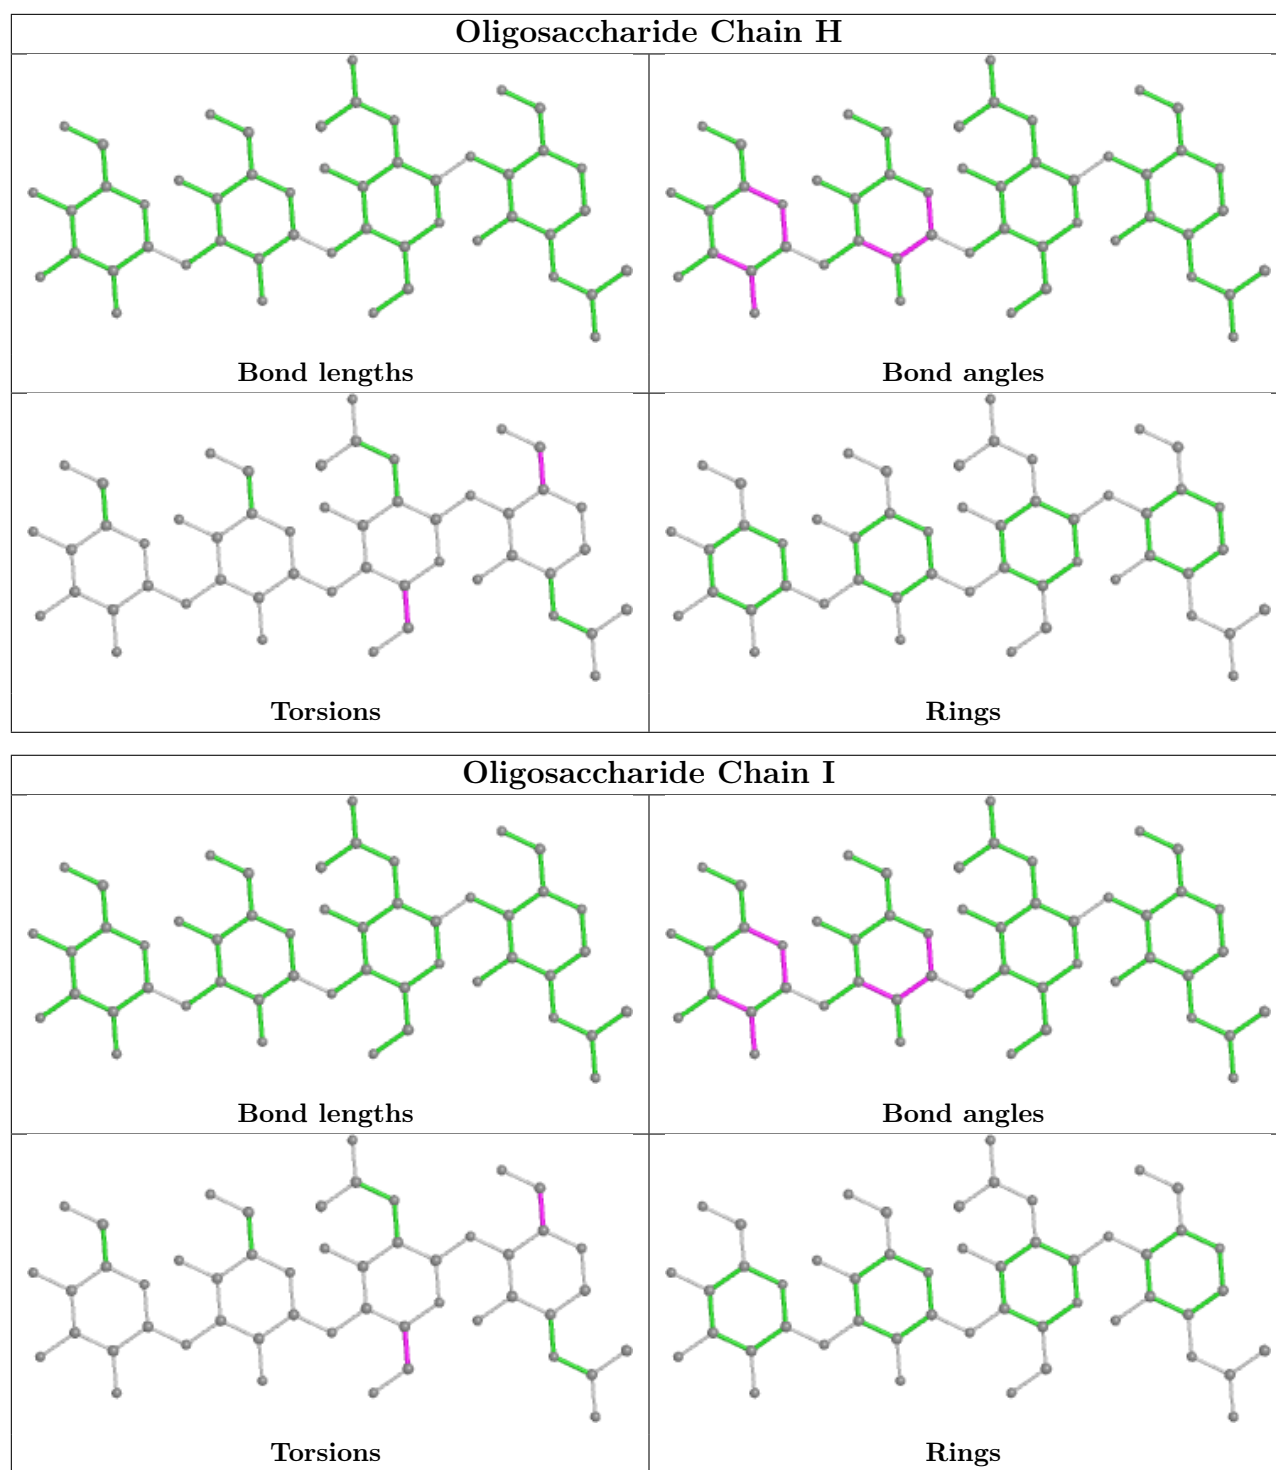 Oligosaccharide Chain H
Bond lengths
Bond angles
Torsions
Rings
Oligosaccharide Chain I
Bond lengths
Bond angles
Torsions
Rings